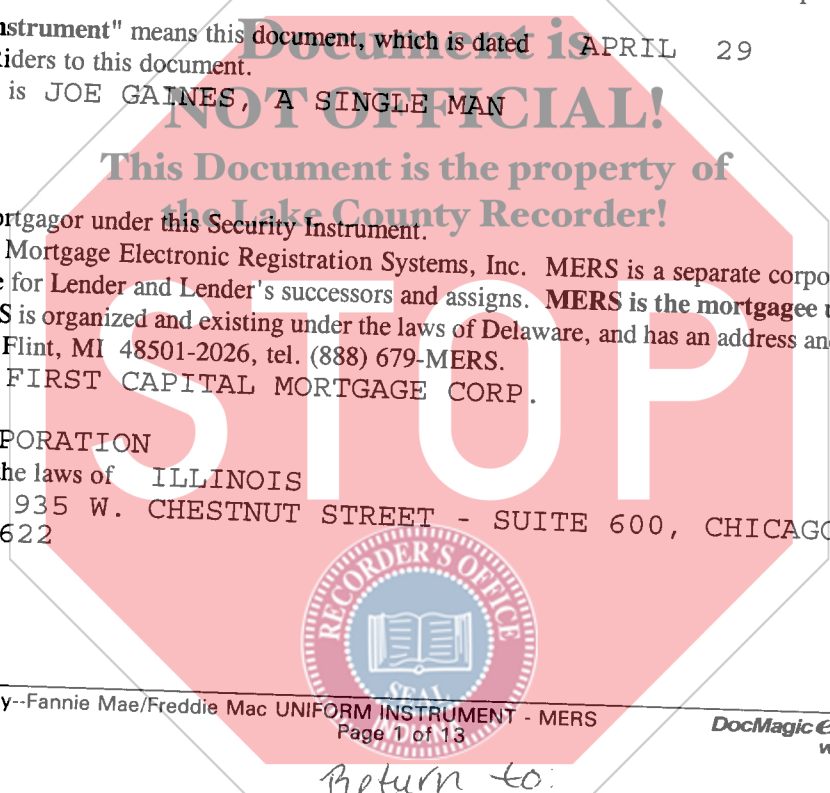 nstrument" means this document, which is dated APRIL 29
Riders to this document.
is JOE GAINES, A SINGLE MAN
Document is
NOT OFFICIAL!
This Document is the property of
the Lake County Recorder!
ortgagor under this Security Instrument.
Mortgage Electronic Registration Systems, Inc. MERS is a separate corpo
e for Lender and Lender's successors and assigns. MERS is the mortgagee u
S is organized and existing under the laws of Delaware, and has an address an
Flint, MI 48501-2026, tel. (888) 679-MERS.
FIRST CAPITAL MORTGAGE CORP.
STOP
PORATION
he laws of ILLINOIS
935 W. CHESTNUT STREET - SUITE 600, CHICAGO
622
RECORDER'S OFFICE
SEAL
INDIANA
y--Fannie Mae/Freddie Mac UNIFORM INSTRUMENT - MERS
Page 1 of 13
DocMagic e
w
Return to: